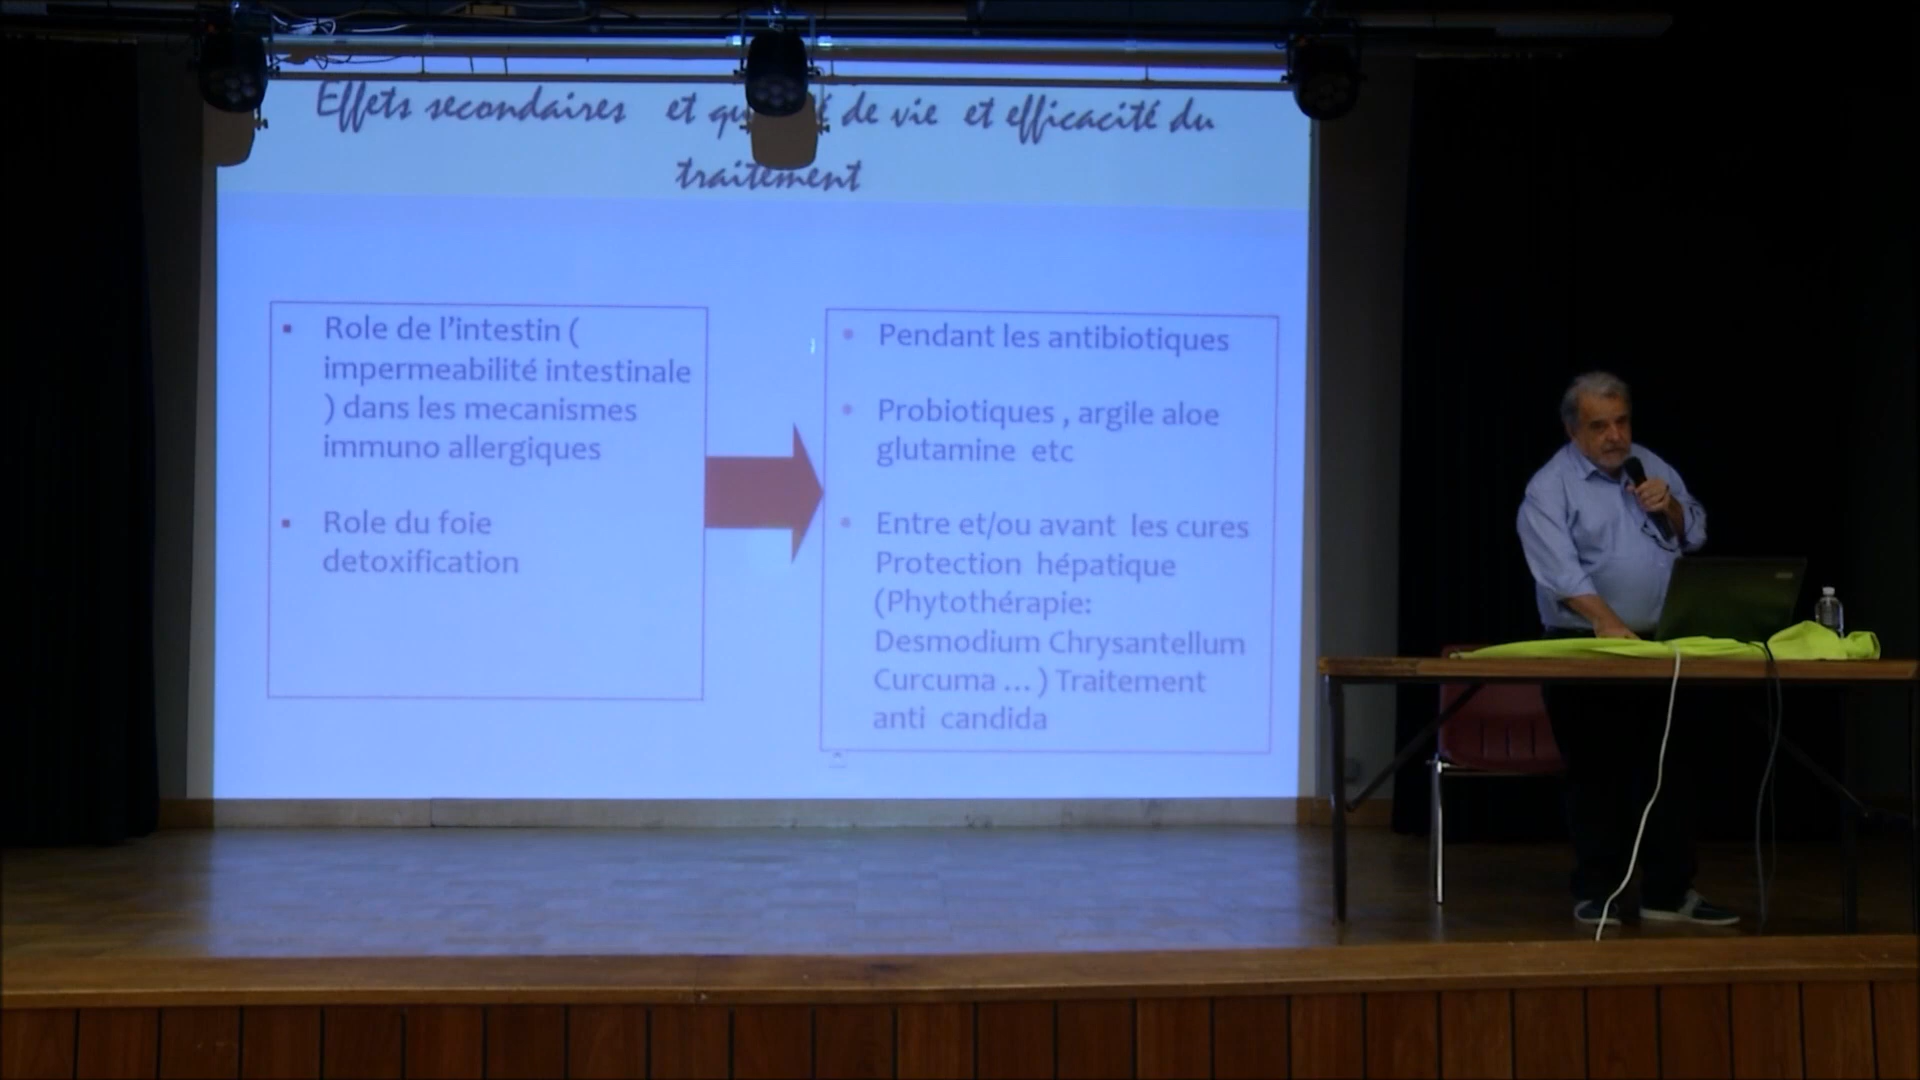 Effets secondaires et de vie et efficacité du
traitement
▪ Role de l'intestin (
impermeabilité intestinale
) dans les mecanismes
immuno allergiques
▪ Role du foie
detoxification
• Pendant les antibiotiques
• Probiotiques , argile aloe
glutamine etc
• Entre et/ou avant les cures
Protection hépatique
(Phytothérapie:
Desmodium Chrysantellum
Curcuma ... ) Traitement
anti candida